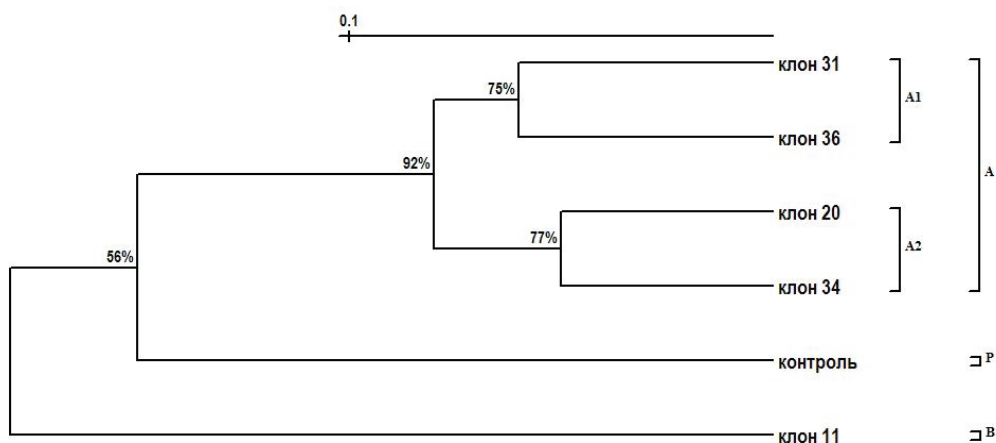 0.1
клон 31
75%
A1
клон 36
92%
A
клон 20
A2
77%
56%
клон 34
контроль
P
клон 11
B